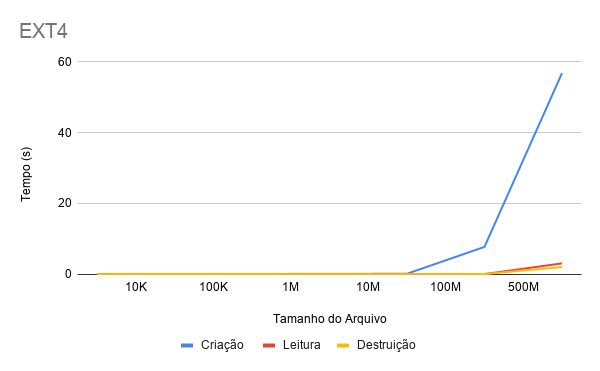 EXT4
60
40
20
0
Tempo (s)
10K 100K 1M 10M 100M 500M
Tamanho do Arquivo
Criação Leitura Destruição